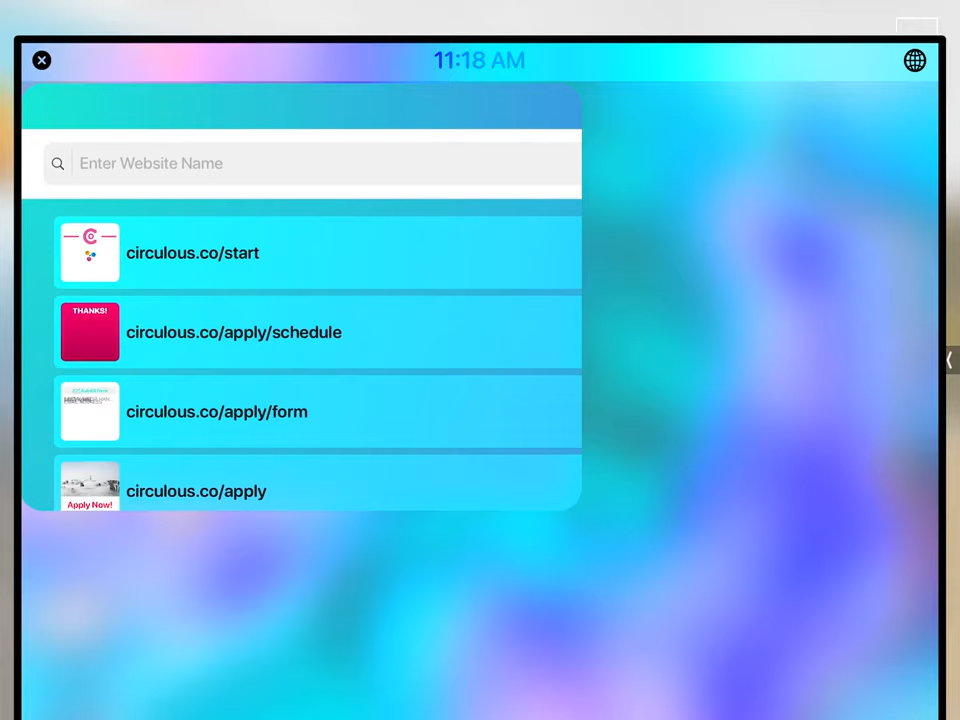 11:18 AM
Enter Website Name
circulous.co/start
THANKS!
circulous.co/apply/schedule
circulous.co/apply/form
circulous.co/apply
Apply Now!